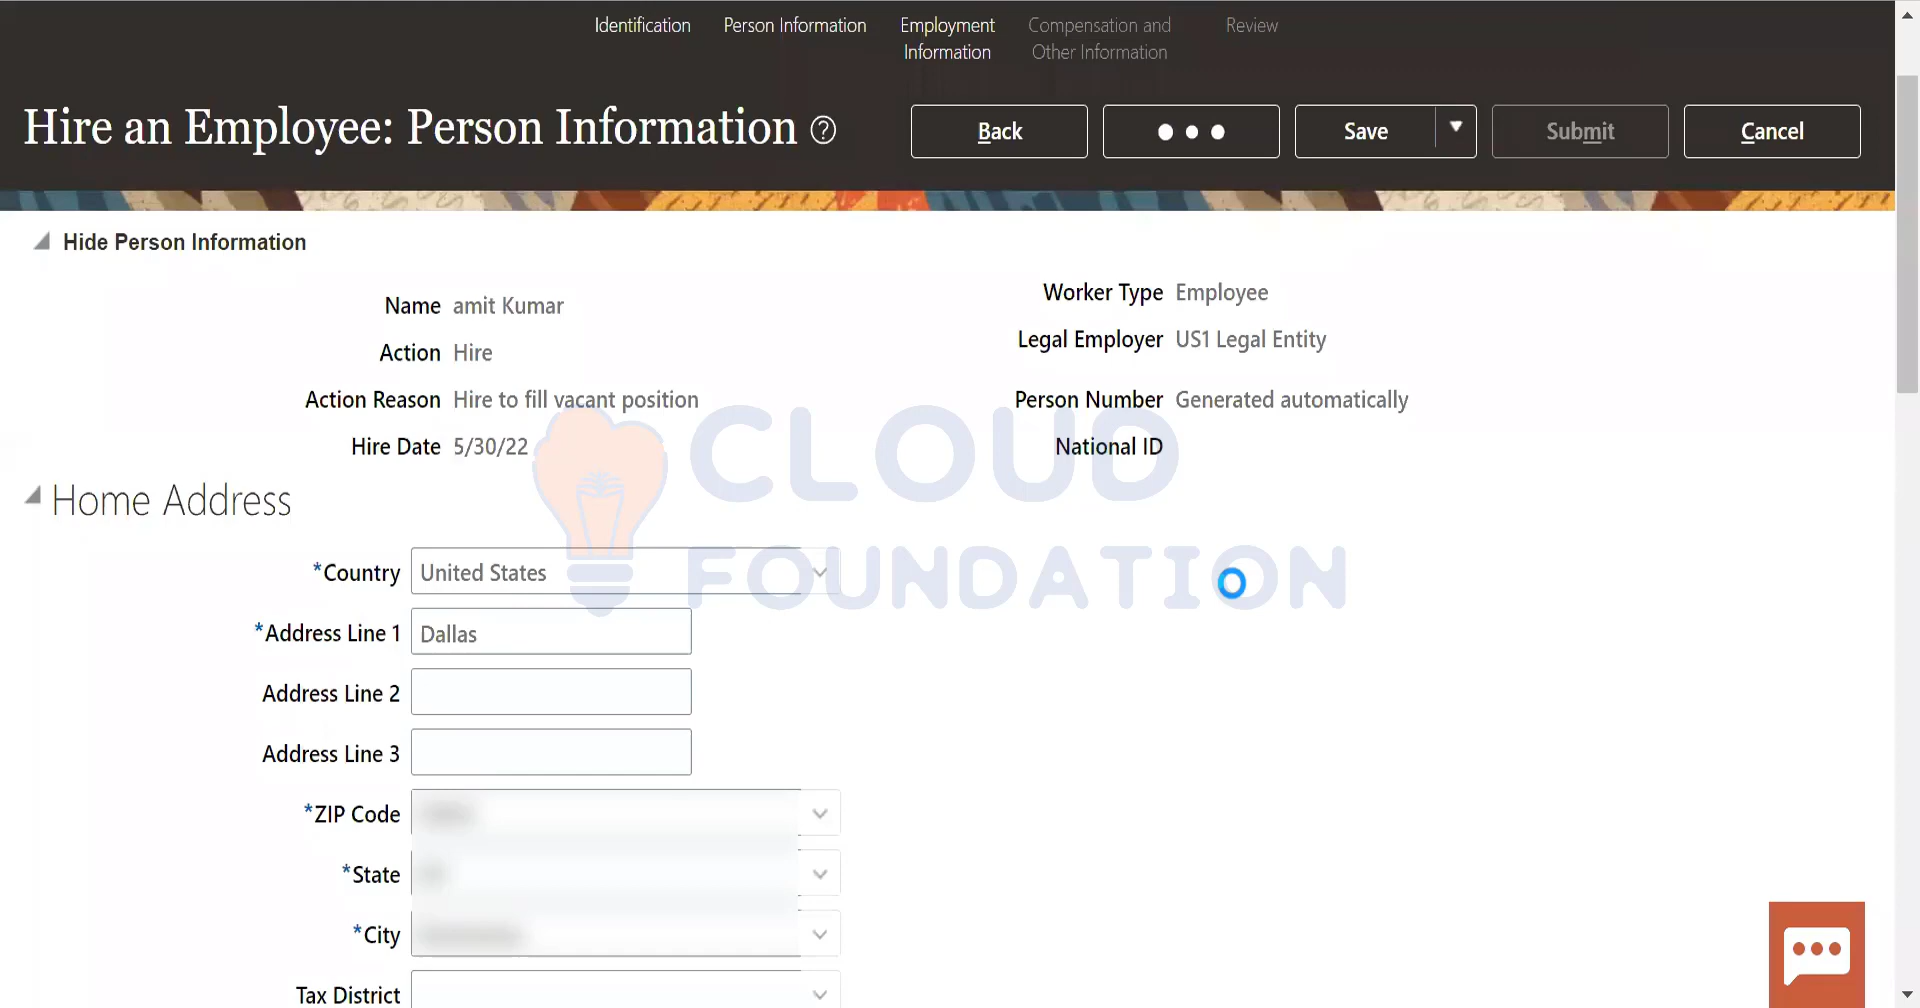 Identification
Person Information
Employment
Information
Compensation and
Other Information
Review
Hire an Employee: Person Information ?
Back
Save
Submit
Cancel
Hide Person Information
Name amit Kumar
Action Hire
Action Reason Hire to fill vacant position
Hire Date 5/30/22
Worker Type Employee
Legal Employer US1 Legal Entity
Person Number Generated automatically
National ID
CLOUD
FOUNDATION
Home Address
*Country United States
*Address Line 1 Dallas
Address Line 2
Address Line 3
*ZIP Code
*State
*City
Tax District